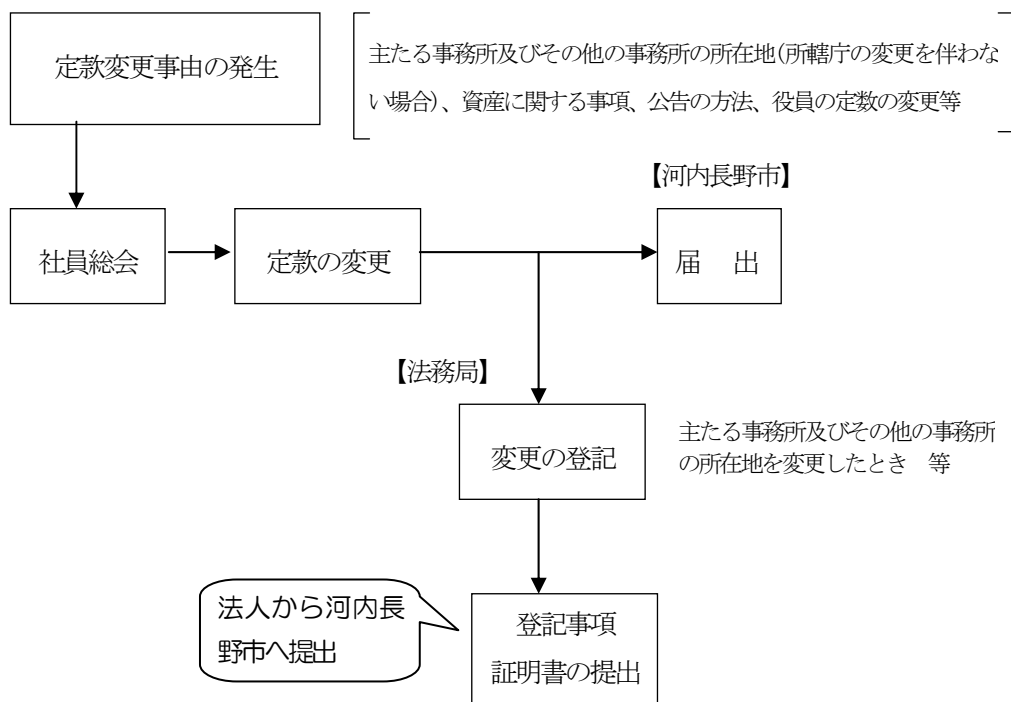 定款変更事由の発生
主たる事務所及びその他の事務所の所在地(所轄庁の変更を伴わな
い場合)、資産に関する事項、公告の方法、役員の定数の変更等
【河内長野市】
社員総会
定款の変更
届　出
【法務局】
変更の登記
主たる事務所及びその他の事務所
の所在地を変更したとき　等
法人から河内長
野市へ提出
登記事項
証明書の提出